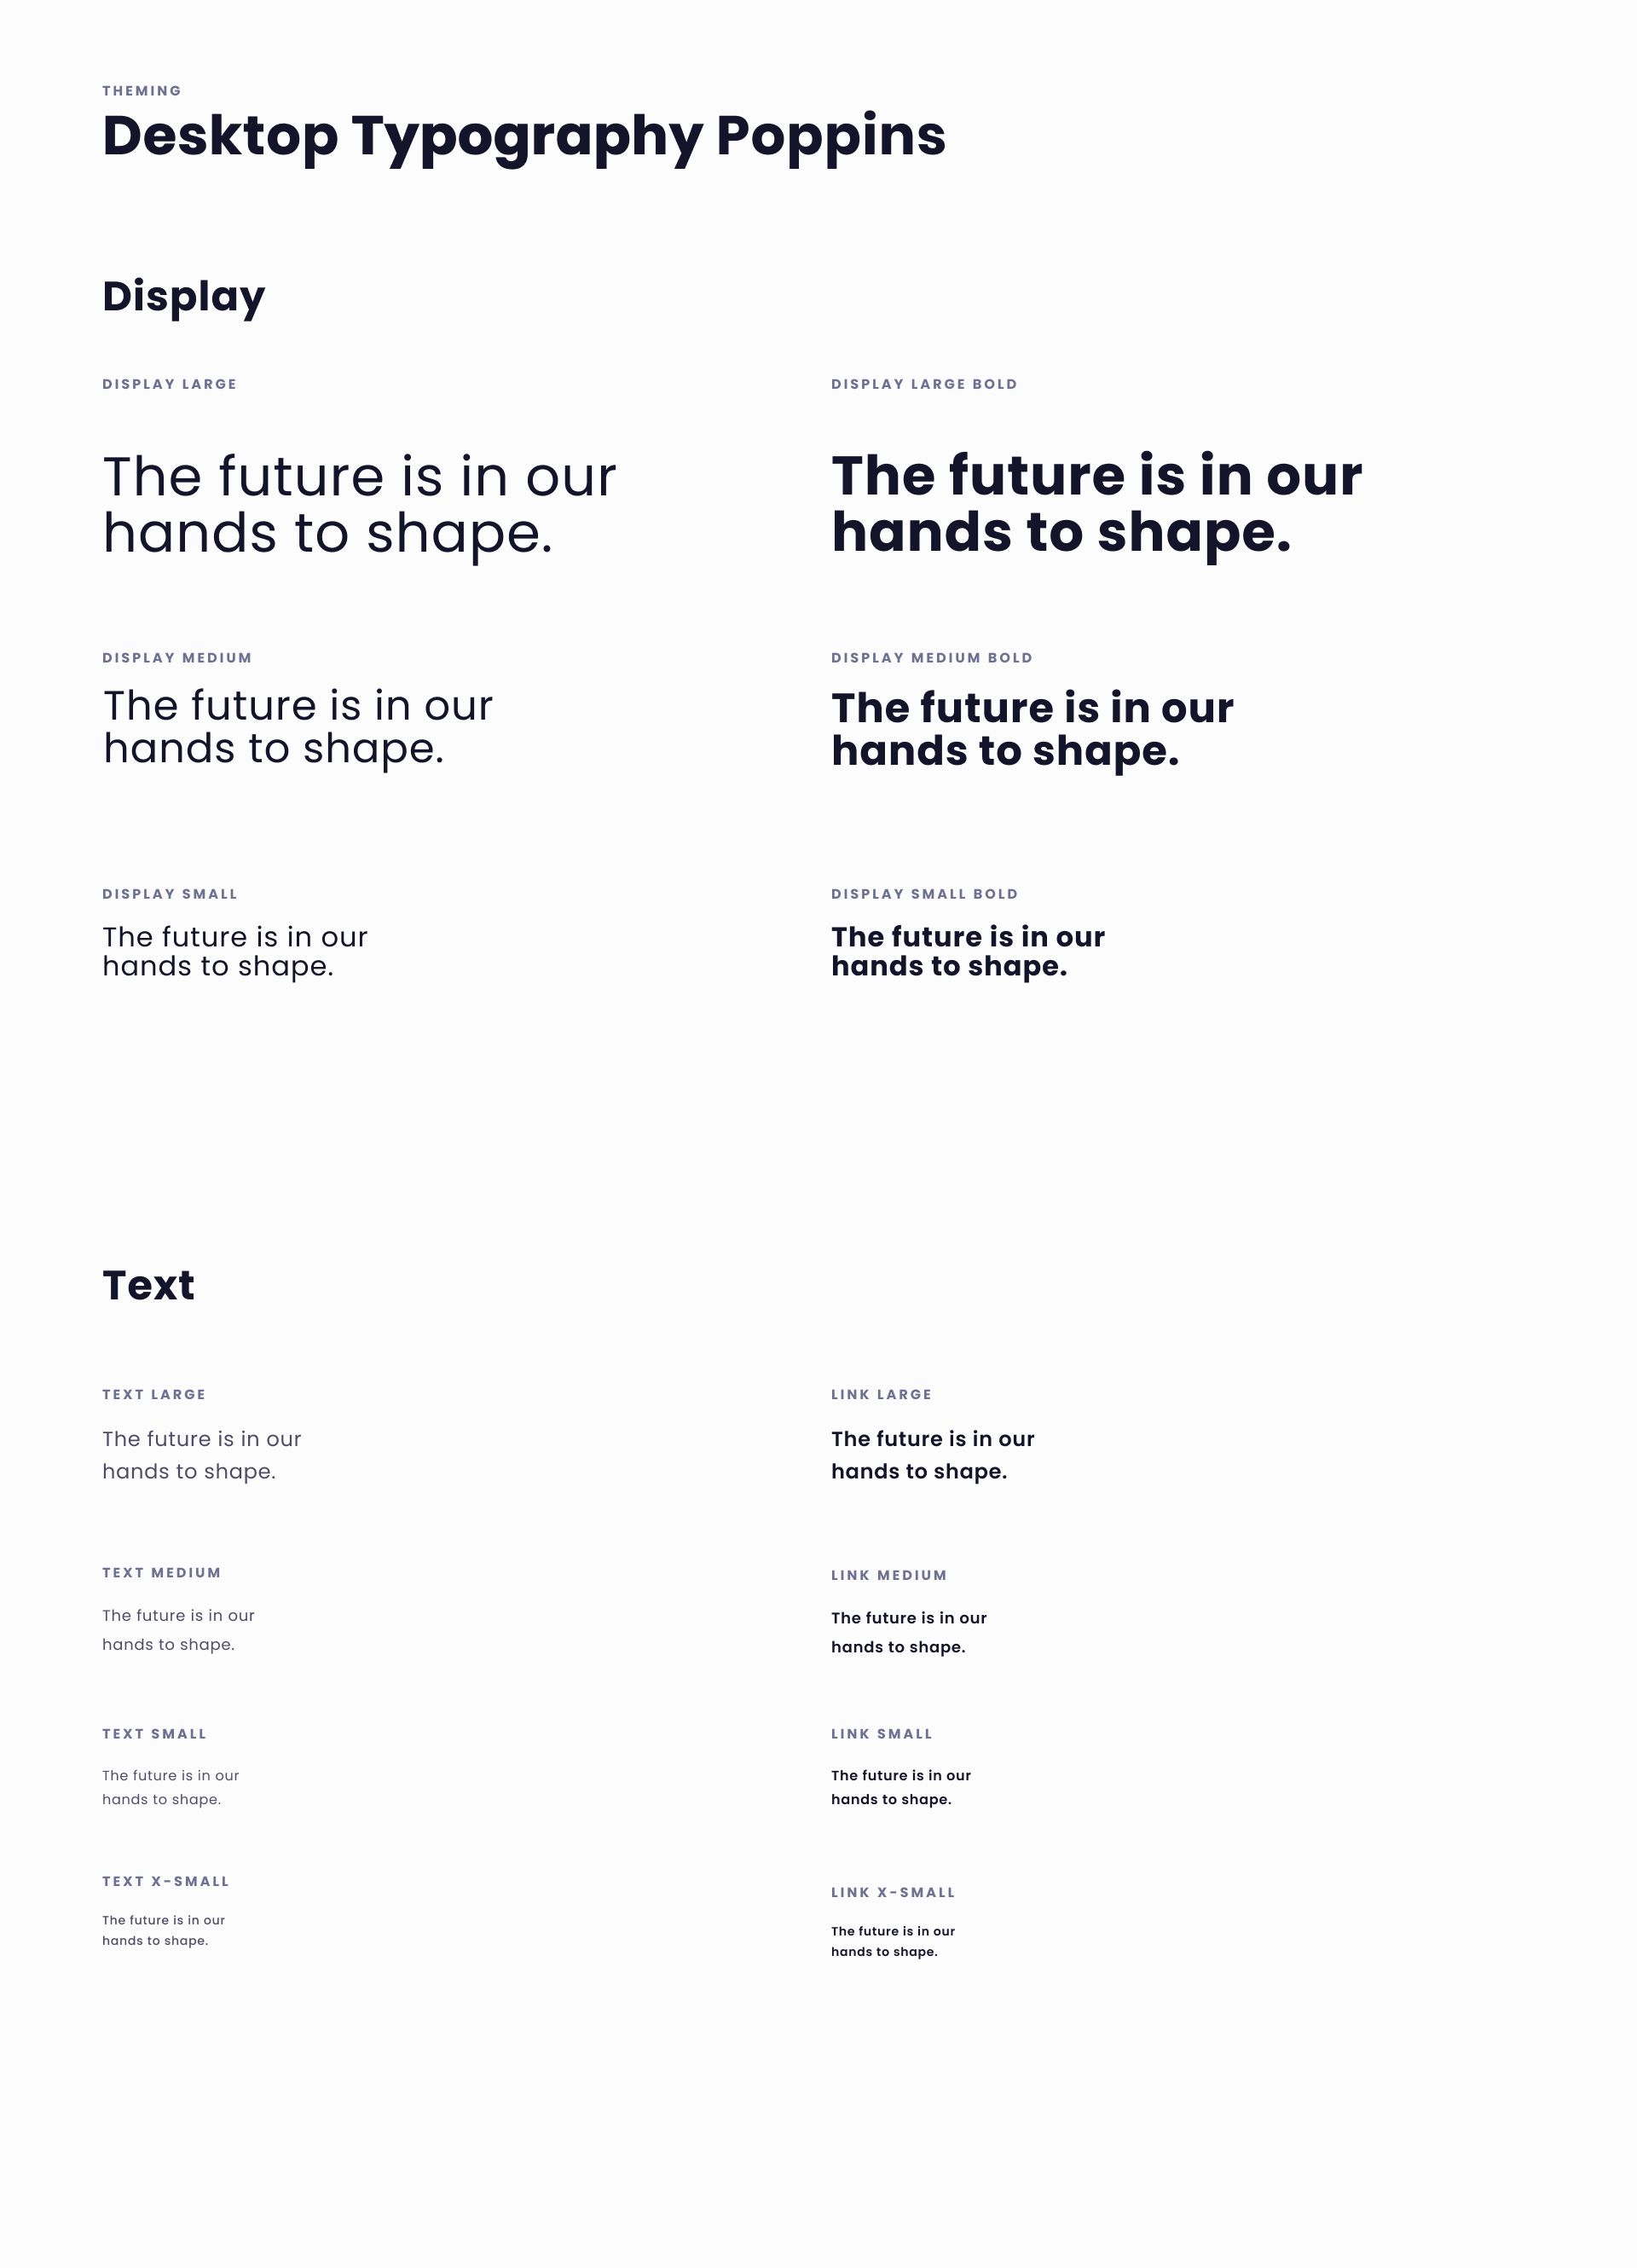 THEMING
Desktop Typography Poppins
Display
DISPLAY LARGE
The future is in our
hands to shape.
DISPLAY LARGE BOLD
The future is in our
hands to shape.
DISPLAY MEDIUM
The future is in our
hands to shape.
DISPLAY MEDIUM BOLD
The future is in our
hands to shape.
DISPLAY SMALL
The future is in our
hands to shape.
DISPLAY SMALL BOLD
The future is in our
hands to shape.
Text
TEXT LARGE
The future is in our
hands to shape.
LINK LARGE
The future is in our
hands to shape.
TEXT MEDIUM
The future is in our
hands to shape.
LINK MEDIUM
The future is in our
hands to shape.
TEXT SMALL
The future is in our
hands to shape.
LINK SMALL
The future is in our
hands to shape.
TEXT X-SMALL
The future is in our
hands to shape.
LINK X-SMALL
The future is in our
hands to shape.